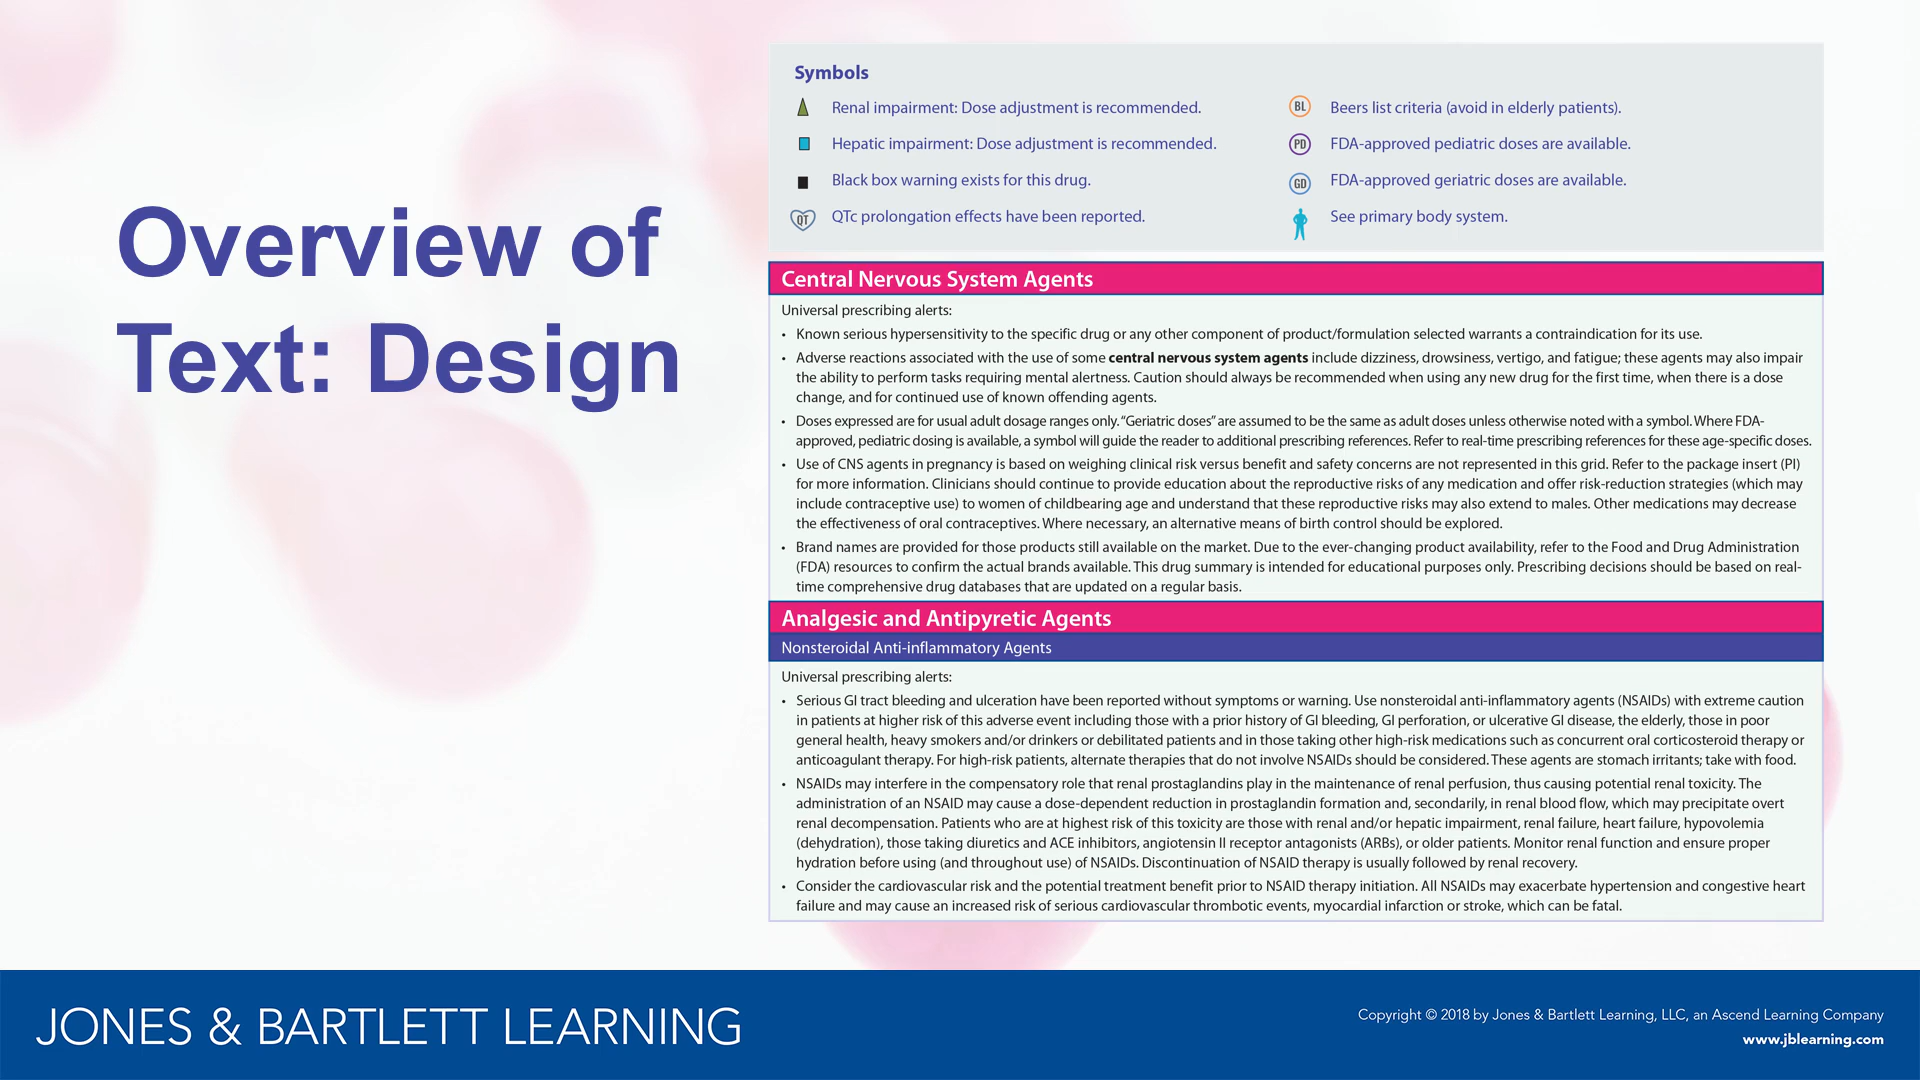 Overview of
Text: Design
Symbols
Renal impairment: Dose adjustment is recommended.
Hepatic impairment: Dose adjustment is recommended.
Black box warning exists for this drug.
QT QTc prolongation effects have been reported.
BL Beers list criteria (avoid in elderly patients).
PD FDA-approved pediatric doses are available.
GD FDA-approved geriatric doses are available.
See primary body system.
Central Nervous System Agents
Universal prescribing alerts:
• Known serious hypersensitivity to the specific drug or any other component of product/formulation selected warrants a contraindication for its use.
• Adverse reactions associated with the use of some central nervous system agents include dizziness, drowsiness, vertigo, and fatigue; these agents may also impair
the ability to perform tasks requiring mental alertness. Caution should always be recommended when using any new drug for the first time, when there is a dose
change, and for continued use of known offending agents.
• Doses expressed are for usual adult dosage ranges only. “Geriatric doses” are assumed to be the same as adult doses unless otherwise noted with a symbol. Where FDA-
approved, pediatric dosing is available, a symbol will guide the reader to additional prescribing references. Refer to real-time prescribing references for these age-specific doses.
• Use of CNS agents in pregnancy is based on weighing clinical risk versus benefit and safety concerns are not represented in this grid. Refer to the package insert (PI)
for more information. Clinicians should continue to provide education about the reproductive risks of any medication and offer risk-reduction strategies (which may
include contraceptive use) to women of childbearing age and understand that these reproductive risks may also extend to males. Other medications may decrease
the effectiveness of oral contraceptives. Where necessary, an alternative means of birth control should be explored.
• Brand names are provided for those products still available on the market. Due to the ever-changing product availability, refer to the Food and Drug Administration
(FDA) resources to confirm the actual brands available. This drug summary is intended for educational purposes only. Prescribing decisions should be based on real-
time comprehensive drug databases that are updated on a regular basis.
Analgesic and Antipyretic Agents
Nonsteroidal Anti-inflammatory Agents
Universal prescribing alerts:
• Serious GI tract bleeding and ulceration have been reported without symptoms or warning. Use nonsteroidal anti-inflammatory agents (NSAIDs) with extreme caution
in patients at higher risk of this adverse event including those with a prior history of GI bleeding, GI perforation, or ulcerative GI disease, the elderly, those in poor
general health, heavy smokers and/or drinkers or debilitated patients and in those taking other high-risk medications such as concurrent oral corticosteroid therapy or
anticoagulant therapy. For high-risk patients, alternate therapies that do not involve NSAIDs should be considered. These agents are stomach irritants; take with food.
• NSAIDs may interfere in the compensatory role that renal prostaglandins play in the maintenance of renal perfusion, thus causing potential renal toxicity. The
administration of an NSAID may cause a dose-dependent reduction in prostaglandin formation and, secondarily, in renal blood flow, which may precipitate overt
renal decompensation. Patients who are at highest risk of this toxicity are those with renal and/or hepatic impairment, renal failure, heart failure, hypovolemia
(dehydration), those taking diuretics and ACE inhibitors, angiotensin II receptor antagonists (ARBs), or older patients. Monitor renal function and ensure proper
hydration before using (and throughout use) of NSAIDs. Discontinuation of NSAID therapy is usually followed by renal recovery.
• Consider the cardiovascular risk and the potential treatment benefit prior to NSAID therapy initiation. All NSAIDs may exacerbate hypertension and congestive heart
failure and may cause an increased risk of serious cardiovascular thrombotic events, myocardial infarction or stroke, which can be fatal.
JONES & BARTLETT LEARNING
Copyright © 2018 by Jones & Bartlett Learning, LLC, an Ascend Learning Company
www.jblearning.com